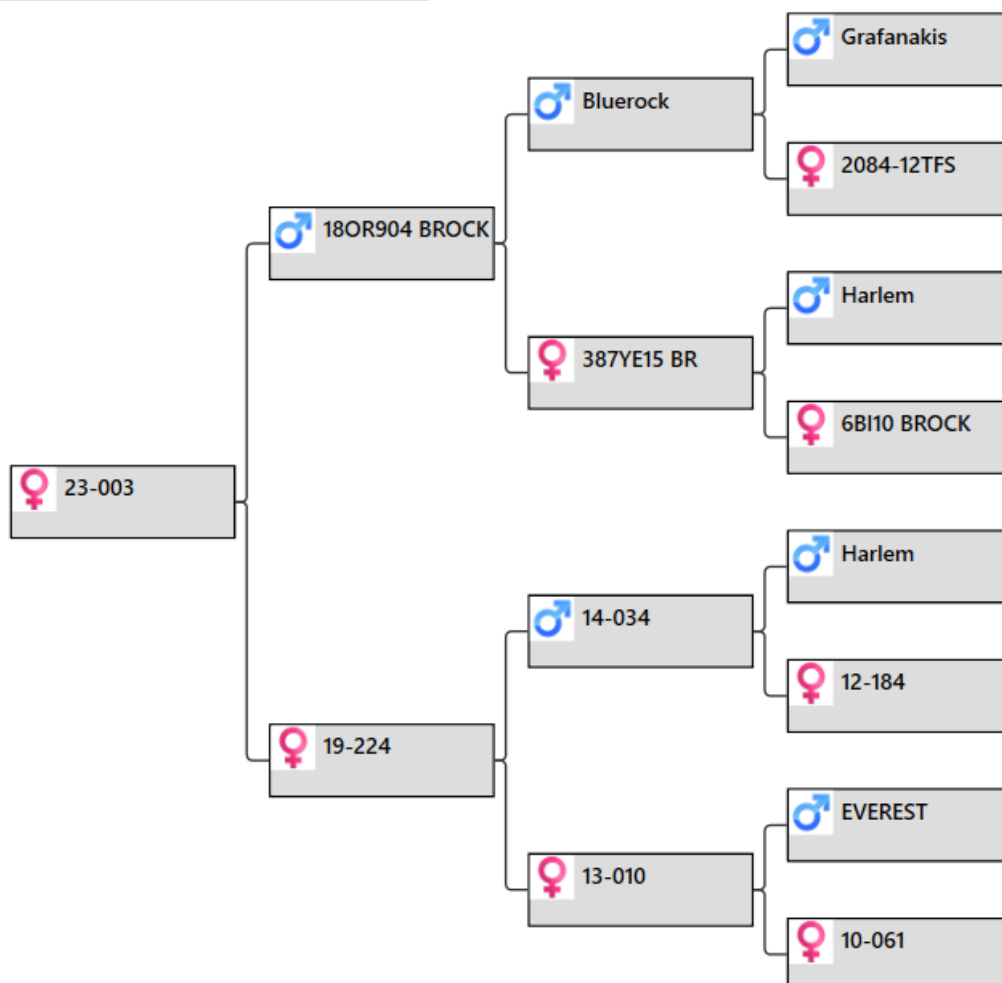 Grafanakis
Bluerock
2084-12TFS
18OR904 BROCK
Harlem
387YE15 BR
6BI10 BROCK
23-003
Harlem
14-034
12-184
19-224
EVEREST
13-010
10-061